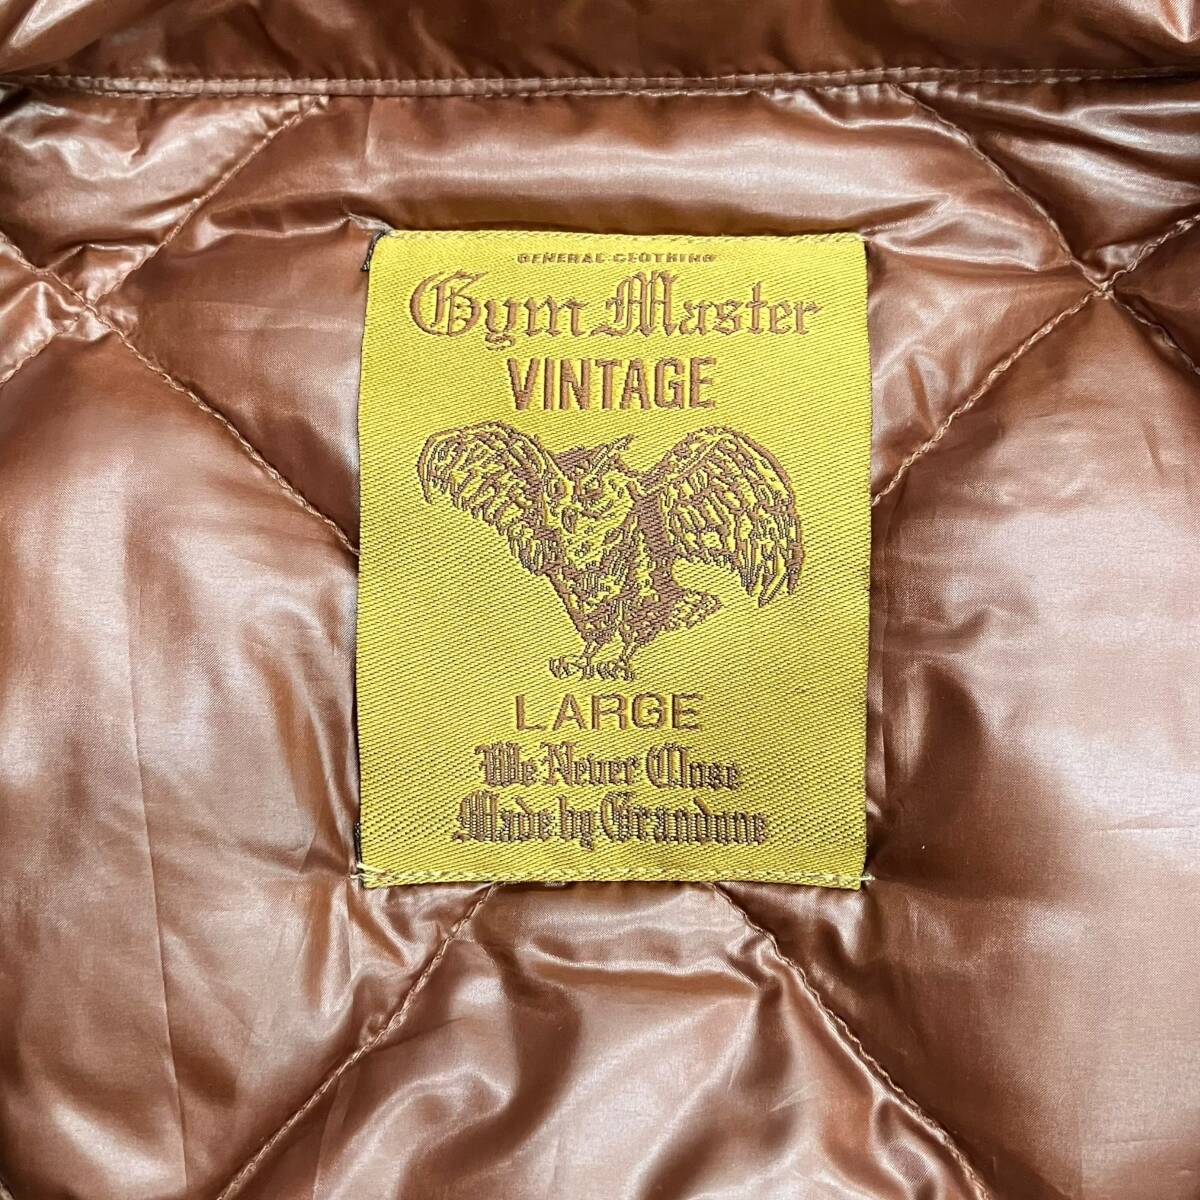 GENERAL CLOTHING
Gym Master
VINTAGE
LARGE
We Never Close
Made by Grandone